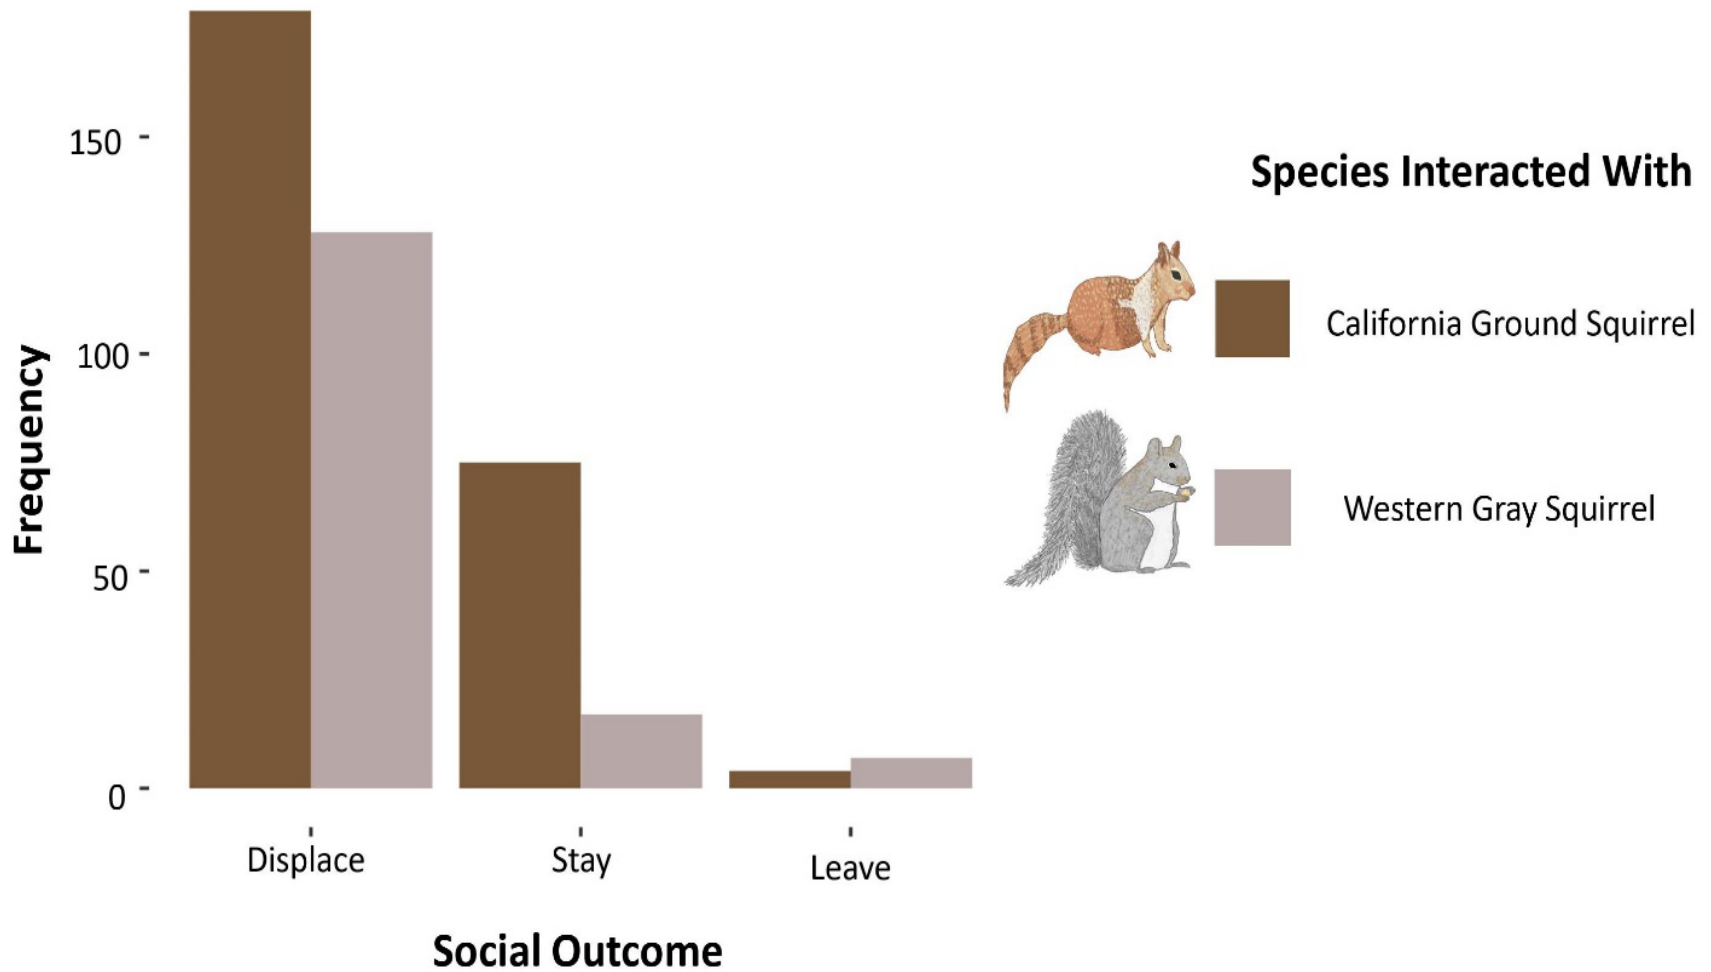 150
100
50
0
Frequency
Displace
Stay
Leave
Social Outcome
Species Interacted With
California Ground Squirrel
Western Gray Squirrel